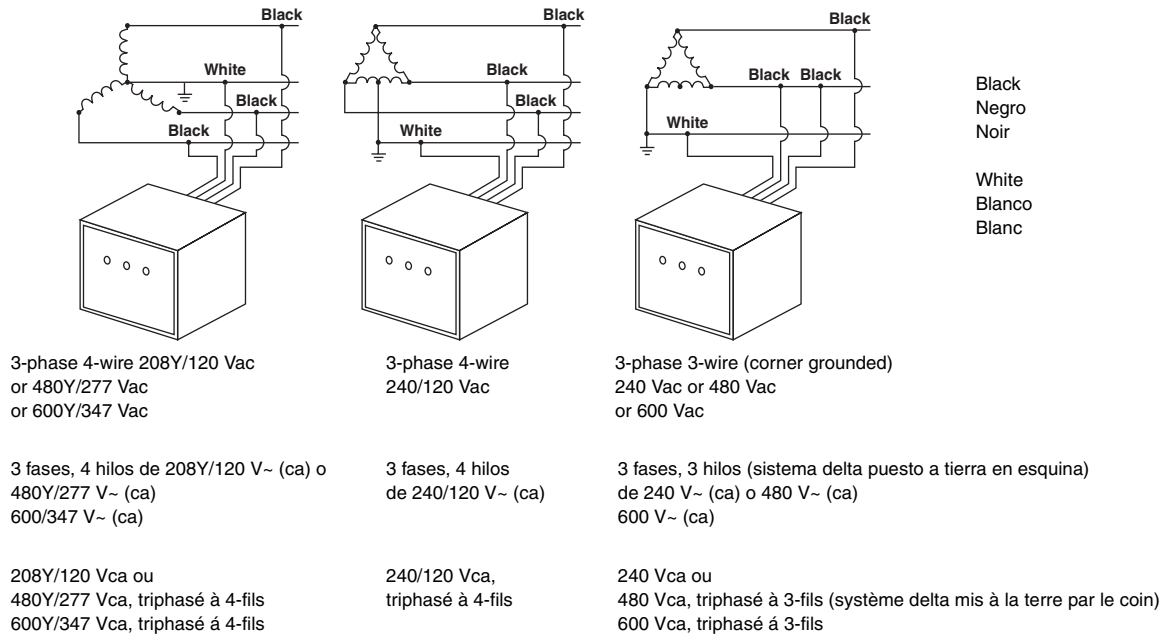 Black
White
Black
Black
Black
Black
Black
White
Black
Black Black
White
Black
Negro
Noir
White
Blanco
Blanc
3-phase 4-wire 208Y/120 Vac
or 480Y/277 Vac
or 600Y/347 Vac
3-phase 4-wire
240/120 Vac
3-phase 3-wire (corner grounded)
240 Vac or 480 Vac
or 600 Vac
3 fases, 4 hilos de 208Y/120 V~ (ca) o
480Y/277 V~ (ca)
600/347 V~ (ca)
3 fases, 4 hilos
de 240/120 V~ (ca)
3 fases, 3 hilos (sistema delta puesto a tierra en esquina)
de 240 V~ (ca) o 480 V~ (ca)
600 V~ (ca)
208Y/120 Vca ou
480Y/277 Vca, triphasé à 4-fils
600Y/347 Vca, triphasé á 4-fils
240/120 Vca,
triphasé à 4-fils
240 Vca ou
480 Vca, triphasé à 3-fils (système delta mis à la terre par le coin)
600 Vca, triphasé á 3-fils